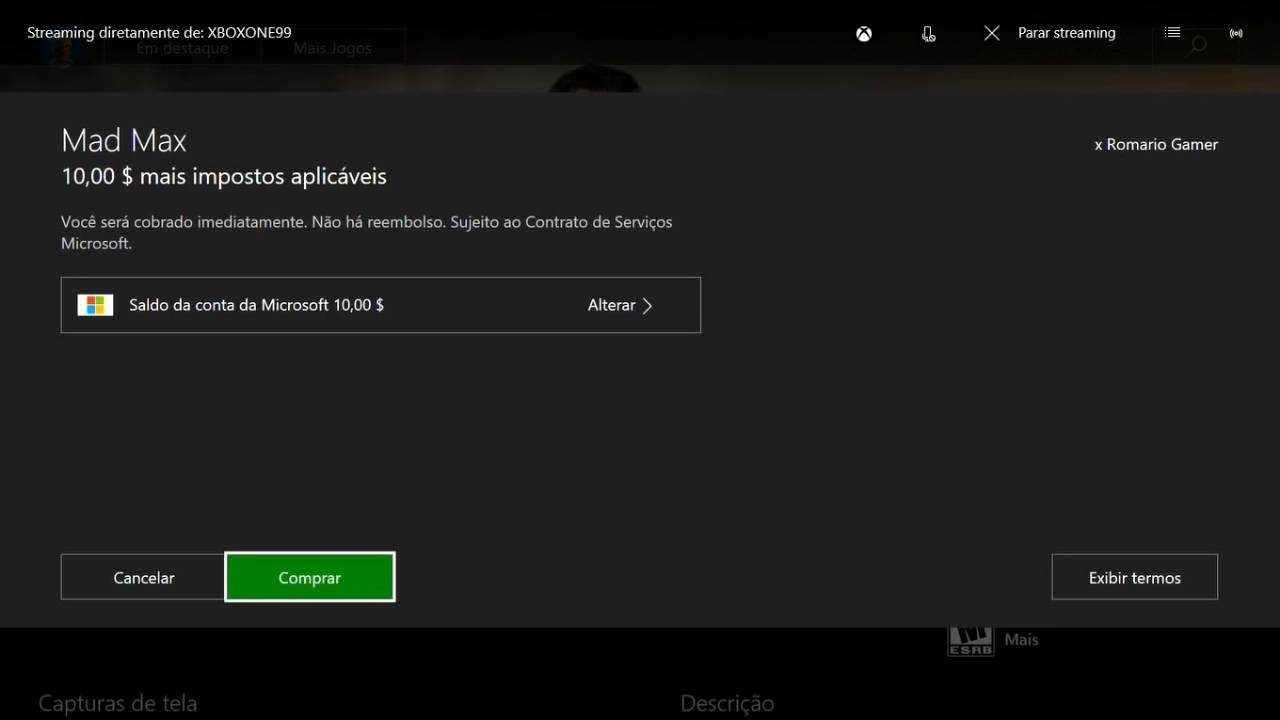 Streaming diretamente de: XBOXONE99
Parar streaming
Em destaque
Mais Jogos
Mad Max
x Romario Gamer
10,00 $ mais impostos aplicáveis
Você será cobrado imediatamente. Não há reembolso. Sujeito ao Contrato de Serviços
Microsoft.
Saldo da conta da Microsoft 10,00 $
Alterar
Cancelar
Comprar
Exibir termos
ESRB
Mais
Capturas de tela
Descrição